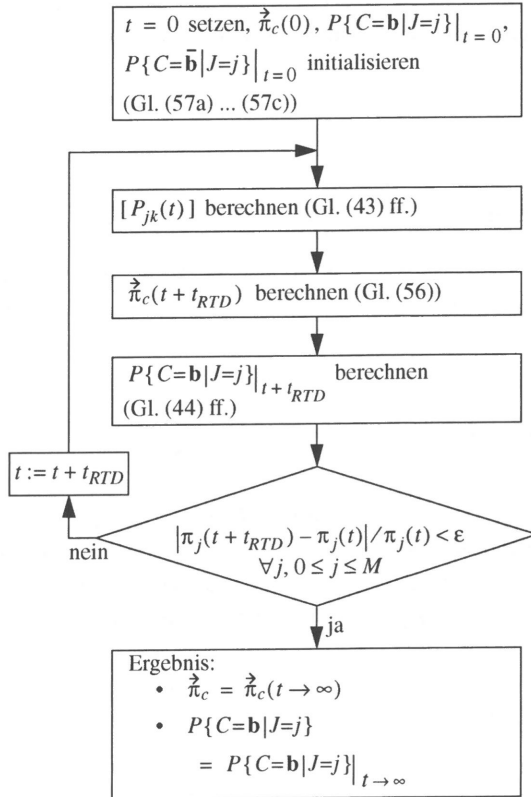 t = 0 setzen, π⃗_c(0), P{C=𝐛|J=j}|_{t=0},
P{C=𝐛̄|J=j}|_{t=0} initialisieren
(Gl. (57a) ... (57c))
[P_{jk}(t)] berechnen (Gl. (43) ff.)
π⃗_c(t + t_{RTD}) berechnen (Gl. (56))
P{C=𝐛|J=j}|_{t + t_{RTD}} berechnen
(Gl. (44) ff.)
t := t + t_{RTD}
nein
|π_j(t + t_{RTD}) − π_j(t)|/π_j(t) < ε
∀j, 0 ≤ j ≤ M
ja
Ergebnis:
• π⃗_c = π⃗_c(t→∞)
• P{C=𝐛|J=j}
= P{C=𝐛|J=j}|_{t→∞}